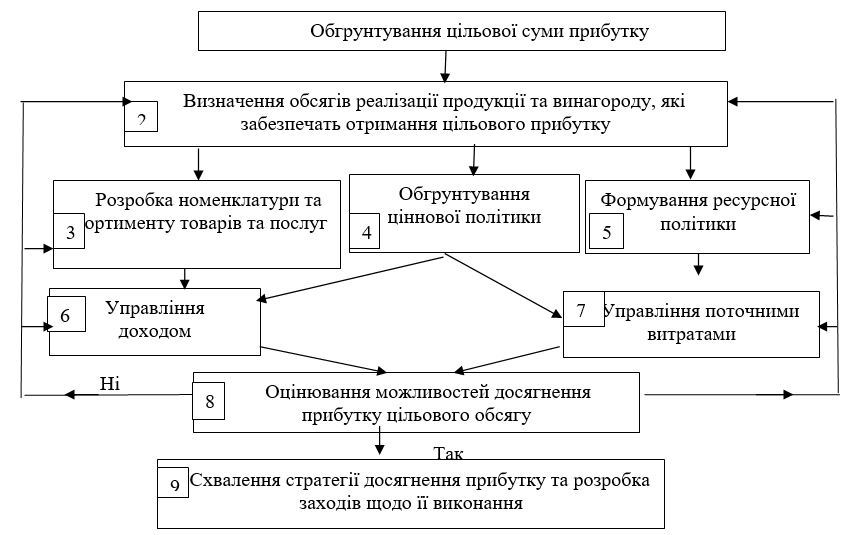 Обгрунтування цільової суми прибутку
Визначення обсягів реалізації продукції та винагороду, які
забезпечать отримання цільового прибутку
2
Розробка номенклатури та
ортименту товарів та послуг
3
Обгрунтування
ціннової політики
4
Формування ресурсної
політики
5
Управління
доходом
6
Управління поточними
витратами
7
Ні
Оцінювання можливостей досягнення
прибутку цільового обсягу
8
Так
Схвалення стратегії досягнення прибутку та розробка
заходів щодо її виконання
9